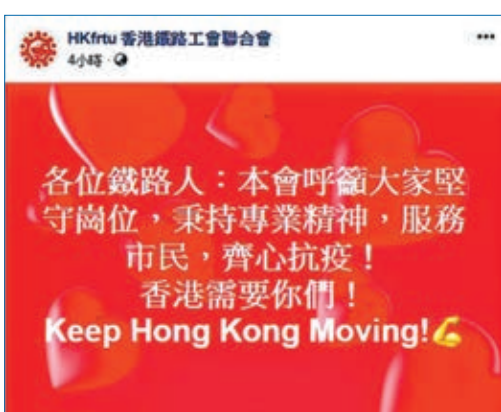 HKfrtu 香港鐵路工會聯合會
4小時
各位鐵路人：本會呼籲大家堅
守崗位，秉持專業精神，服務
市民，齊心抗疫！
香港需要你們！
Keep Hong Kong Moving!💪